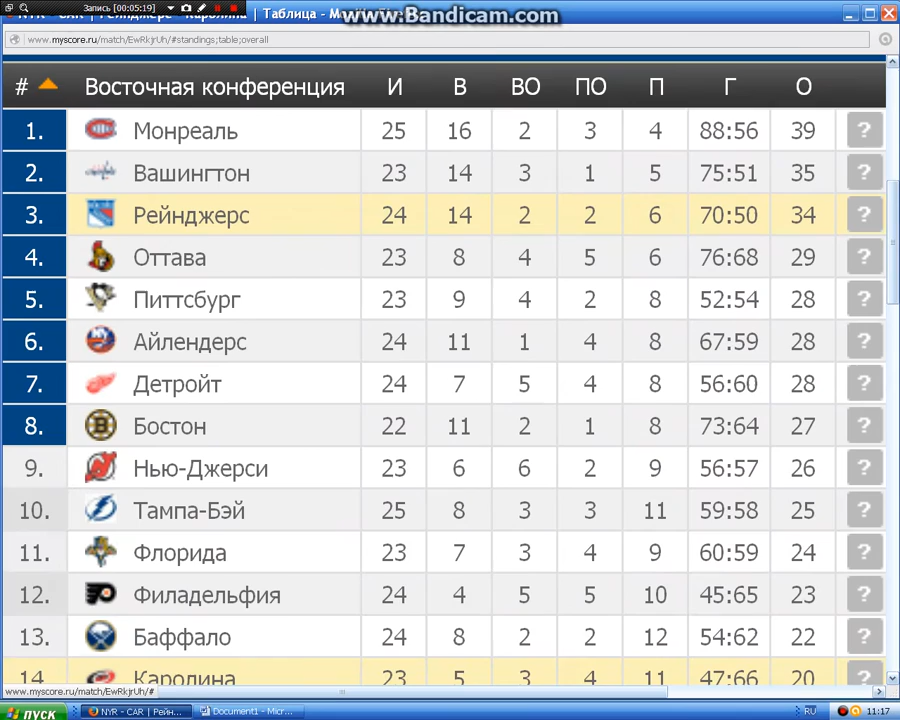 Запись [00:05:19]
NYR - CAR | Рейнджерс - Каролина | Таблица -
www.Bandicam.com
www.myscore.ru/match/EwRkjrUh/#standings;table;overall
# Восточная конференция И В ВО ПО П Г О
1. Монреаль 25 16 2 3 4 88:56 39 ?
2. Вашингтон 23 14 3 1 5 75:51 35 ?
3. Рейнджерс 24 14 2 2 6 70:50 34 ?
4. Оттава 23 8 4 5 6 76:68 29 ?
5. Питтсбург 23 9 4 2 8 52:54 28 ?
6. Айлендерс 24 11 1 4 8 67:59 28 ?
7. Детройт 24 7 5 4 8 56:60 28 ?
8. Бостон 22 11 2 1 8 73:64 27 ?
9. Нью-Джерси 23 6 6 2 9 56:57 26 ?
10. Тампа-Бэй 25 8 3 3 11 59:58 25 ?
11. Флорида 23 7 3 4 9 60:59 24 ?
12. Филадельфия 24 4 5 5 10 45:65 23 ?
13. Баффало 24 8 2 2 12 54:62 22 ?
14. Каролина 23 5 3 4 11 47:66 20 ?
www.myscore.ru/match/EwRkjrUh/#
пуск NYR - CAR | Рейн... Document1 - Micr... RU 11:17